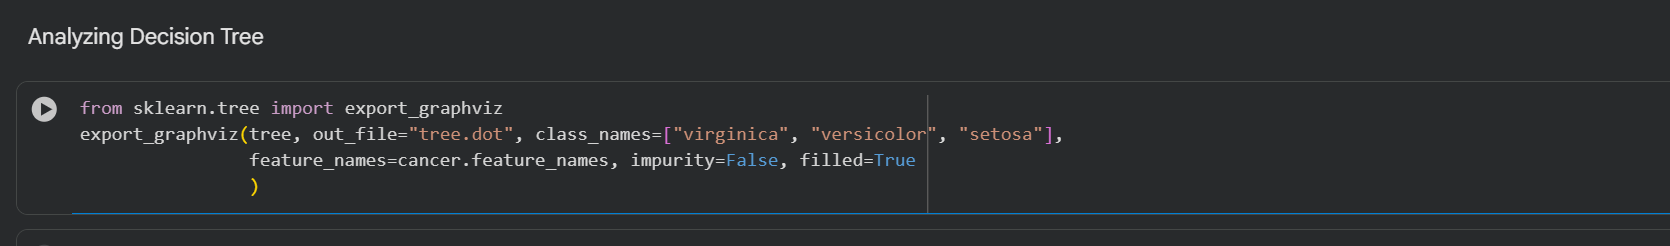 Analyzing Decision Tree
from sklearn.tree import export_graphviz
export_graphviz(tree, out_file="tree.dot", class_names=["virginica", "versicolor", "setosa"],
feature_names=cancer.feature_names, impurity=False, filled=True
)